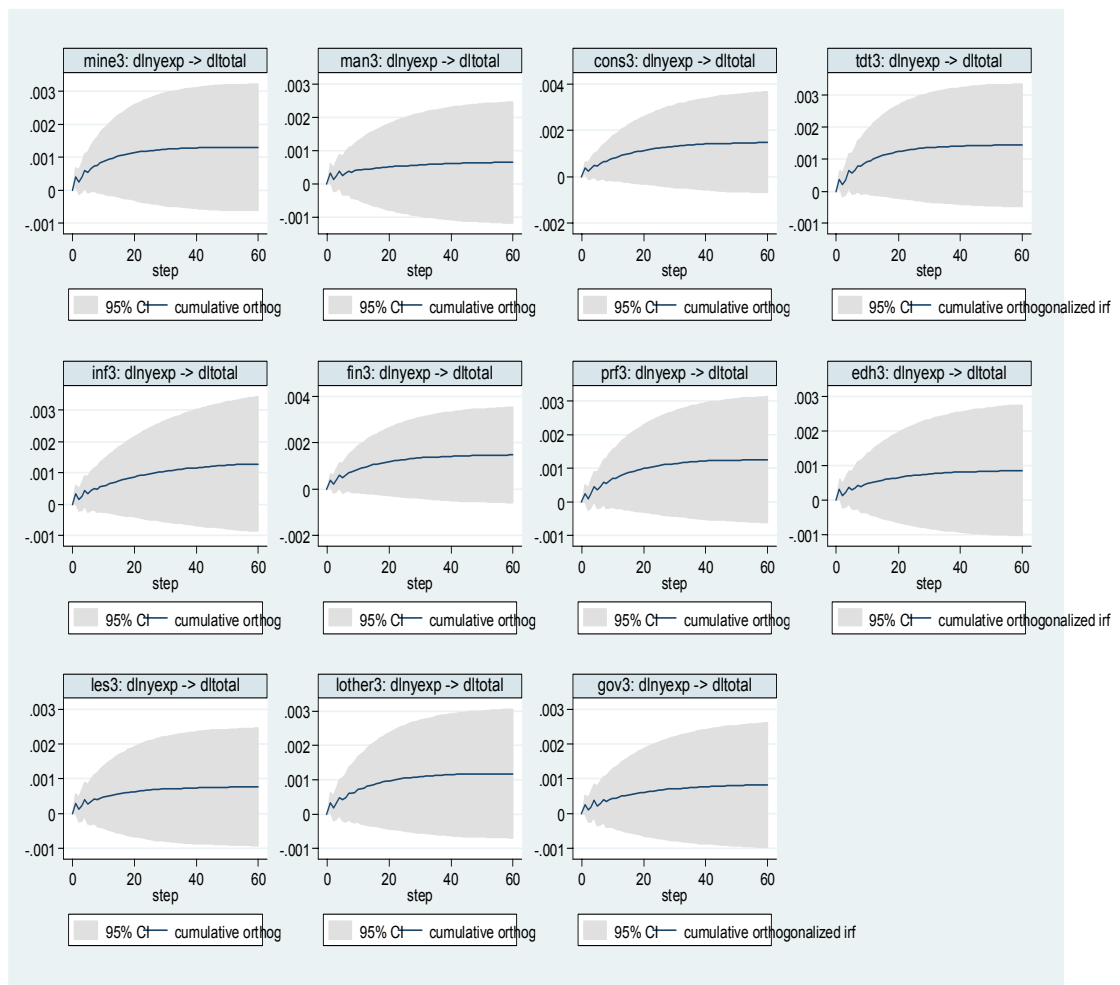 mine3: dlnyexp -> dltotal
.003
.002
.001
0
-.001
0 20 40 60
step
95% CI cumulative orthog
man3: dlnyexp -> dltotal
.003
.002
.001
0
-.001
0 20 40 60
step
95% CI cumulative orthog
cons3: dlnyexp -> dltotal
.004
.002
0
-.002
0 20 40 60
step
95% CI cumulative orthog
tdt3: dlnyexp -> dltotal
.003
.002
.001
0
-.001
0 20 40 60
step
95% CI cumulative orthogonalized irf
inf3: dlnyexp -> dltotal
.003
.002
.001
0
-.001
0 20 40 60
step
95% CI cumulative orthog
fin3: dlnyexp -> dltotal
.004
.002
0
-.002
0 20 40 60
step
95% CI cumulative orthog
prf3: dlnyexp -> dltotal
.003
.002
.001
0
-.001
0 20 40 60
step
95% CI cumulative orthog
edh3: dlnyexp -> dltotal
.003
.002
.001
0
-.001
0 20 40 60
step
95% CI cumulative orthogonalized irf
les3: dlnyexp -> dltotal
.003
.002
.001
0
-.001
0 20 40 60
step
95% CI cumulative orthog
lother3: dlnyexp -> dltotal
.003
.002
.001
0
-.001
0 20 40 60
step
95% CI cumulative orthog
gov3: dlnyexp -> dltotal
.003
.002
.001
0
-.001
0 20 40 60
step
95% CI cumulative orthogonalized irf